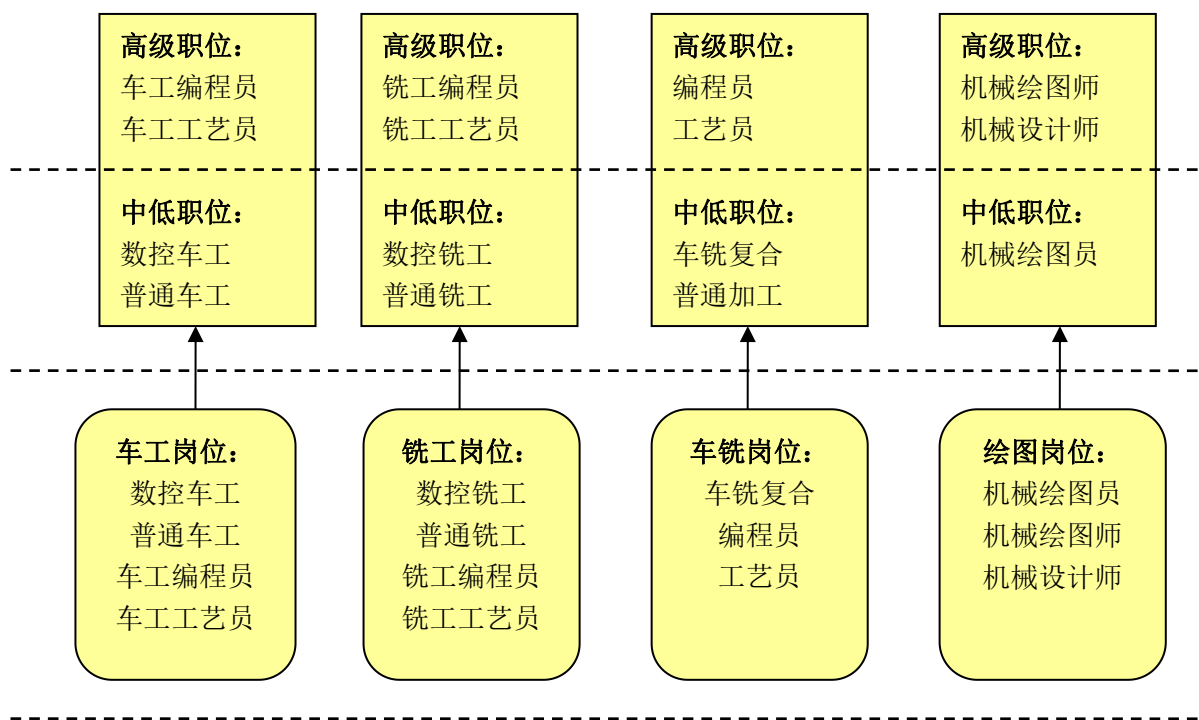 高级职位：
车工编程员
车工工艺员
中低职位：
数控车工
普通车工
高级职位：
铣工编程员
铣工工艺员
中低职位：
数控铣工
普通铣工
高级职位：
编程员
工艺员
中低职位：
车铣复合
普通加工
高级职位：
机械绘图师
机械设计师
中低职位：
机械绘图员
车工岗位：
数控车工
普通车工
车工编程员
车工工艺员
铣工岗位：
数控铣工
普通铣工
铣工编程员
铣工工艺员
车铣岗位：
车铣复合
编程员
工艺员
绘图岗位：
机械绘图员
机械绘图师
机械设计师